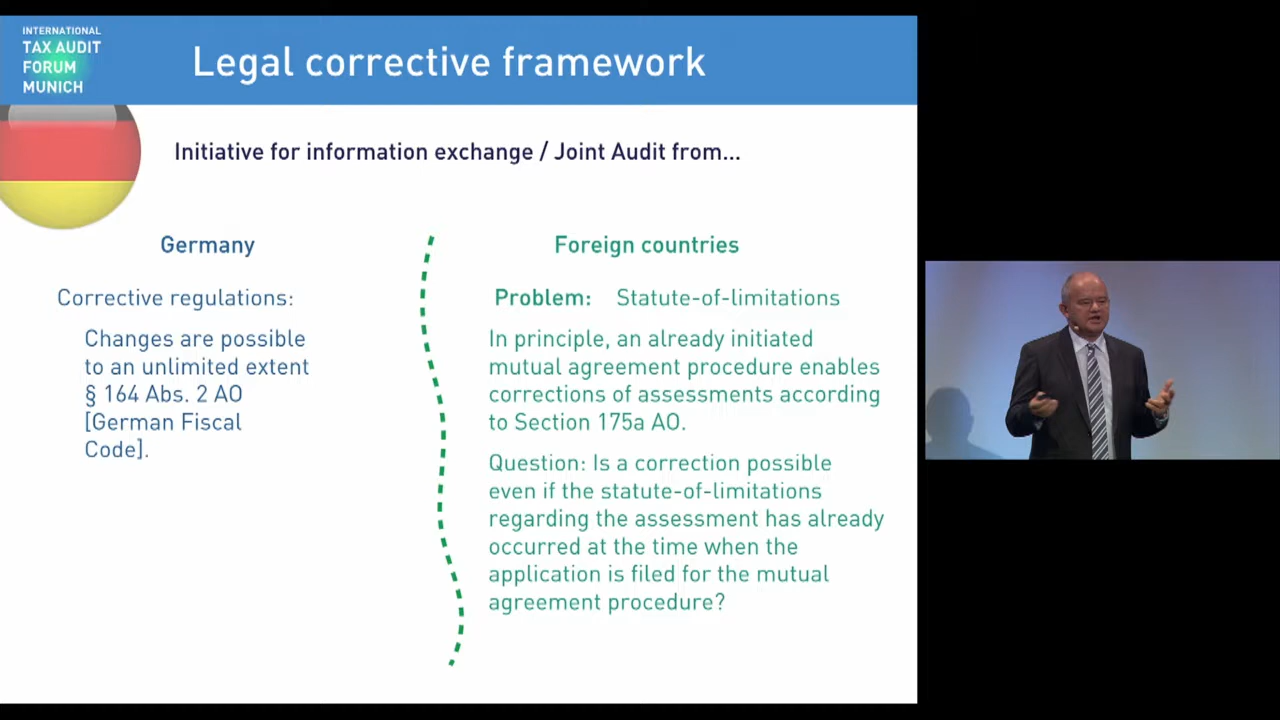 INTERNATIONAL
TAX AUDIT
FORUM
MUNICH
Legal corrective framework
Initiative for information exchange / Joint Audit from...
Germany
Corrective regulations:
Changes are possible
to an unlimited extent
§ 164 Abs. 2 AO
[German Fiscal
Code].
Foreign countries
Problem: Statute-of-limitations
In principle, an already initiated
mutual agreement procedure enables
corrections of assessments according
to Section 175a AO.
Question: Is a correction possible
even if the statute-of-limitations
regarding the assessment has already
occurred at the time when the
application is filed for the mutual
agreement procedure?